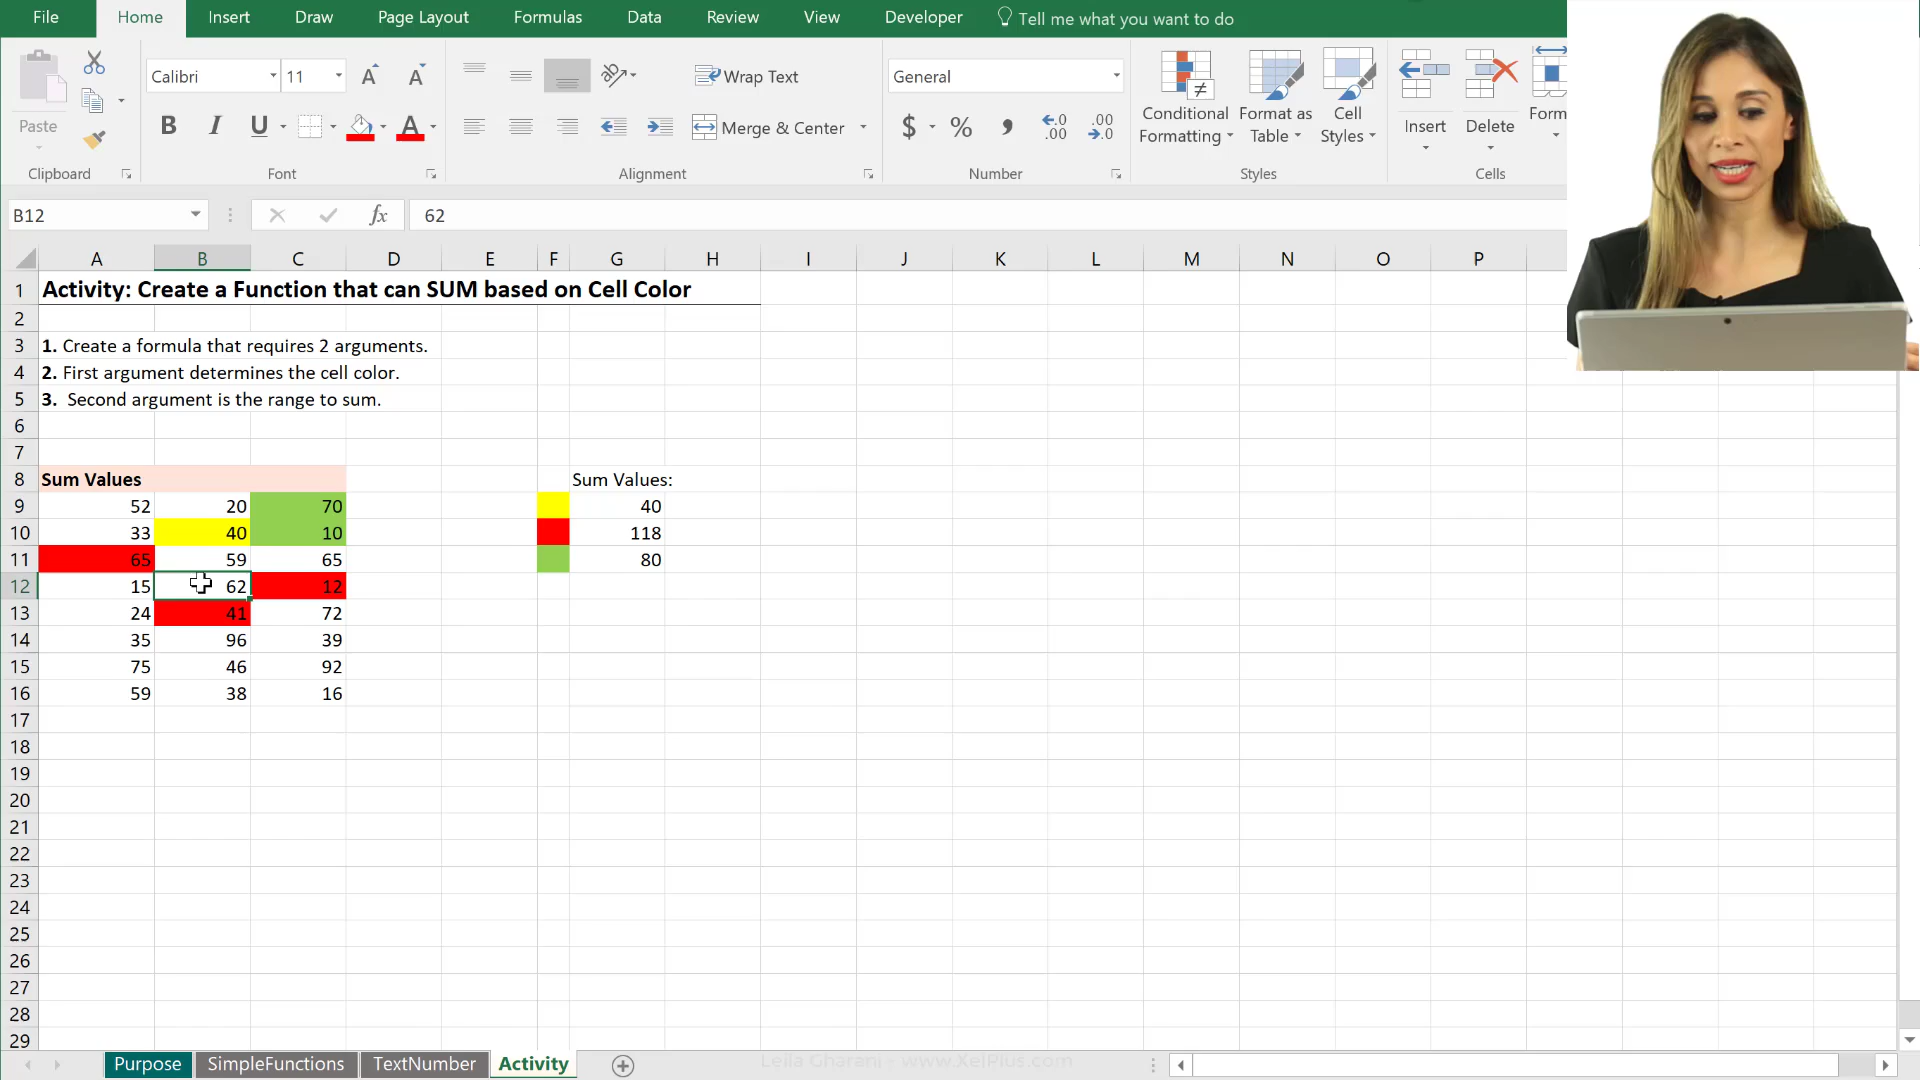 File Home Insert Draw Page Layout Formulas Data Review View Developer Tell me what you want to do
Calibri 11 A A Wrap Text General
Paste B I U A Merge & Center $ % , .00 .00 Conditional Formatting Format as Table Cell Styles Insert Delete Form
Clipboard Font Alignment Number Styles Cells
B12 fx 62
A B C D E F G H I J K L M N O P
1 Activity: Create a Function that can SUM based on Cell Color
2
3 1. Create a formula that requires 2 arguments.
4 2. First argument determines the cell color.
5 3. Second argument is the range to sum.
6
7
8 Sum Values Sum Values:
9 52 20 70 40
10 33 40 10 118
11 65 59 65 80
12 15 62 12
13 24 41 72
14 35 96 39
15 75 46 92
16 59 38 16
17
18
19
20
21
22
23
24
25
26
27
28
29
Purpose SimpleFunctions TextNumber Activity Leila Gharani - www.XelPlus.com